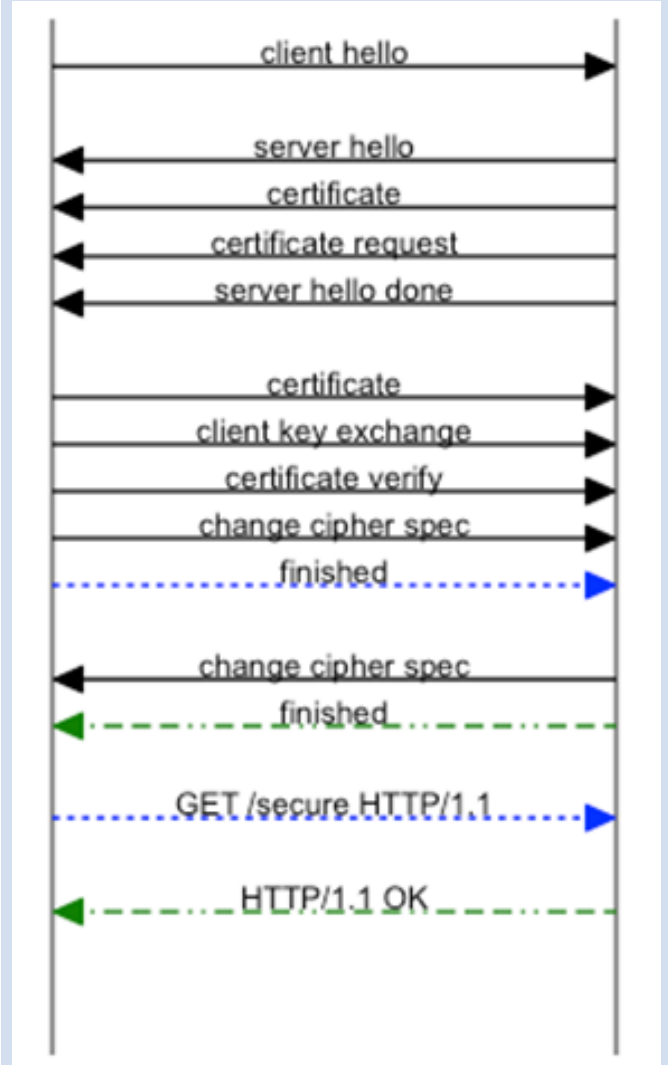 client hello
server hello
certificate
certificate request
server hello done
certificate
client key exchange
certificate verify
change cipher spec
finished
change cipher spec
finished
GET /secure HTTP/1.1
HTTP/1.1 OK